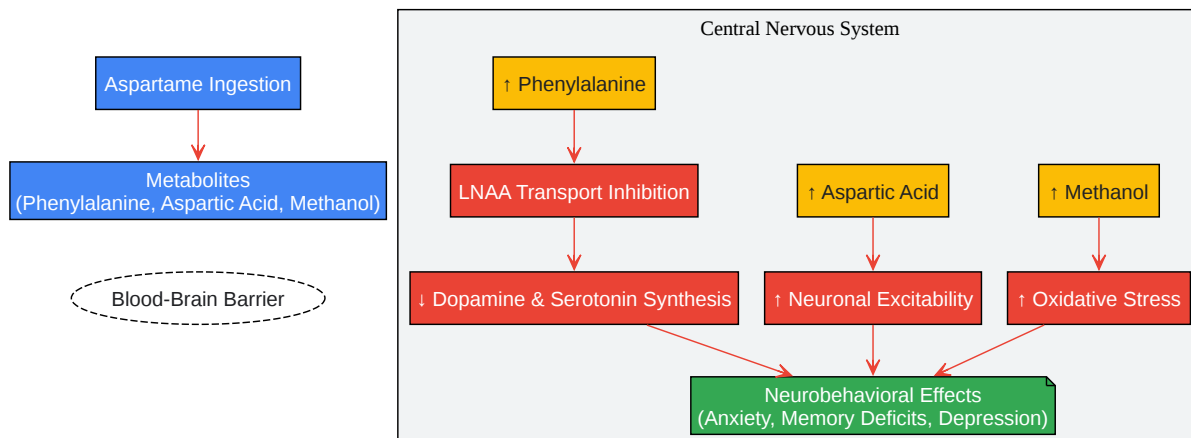 Central Nervous System
Aspartame Ingestion
↑ Phenylalanine
Metabolites
(Phenylalanine, Aspartic Acid, Methanol)
LNAA Transport Inhibition
↑ Aspartic Acid
↑ Methanol
Blood-Brain Barrier
↓ Dopamine & Serotonin Synthesis
↑ Neuronal Excitability
↑ Oxidative Stress
Neurobehavioral Effects
(Anxiety, Memory Deficits, Depression)